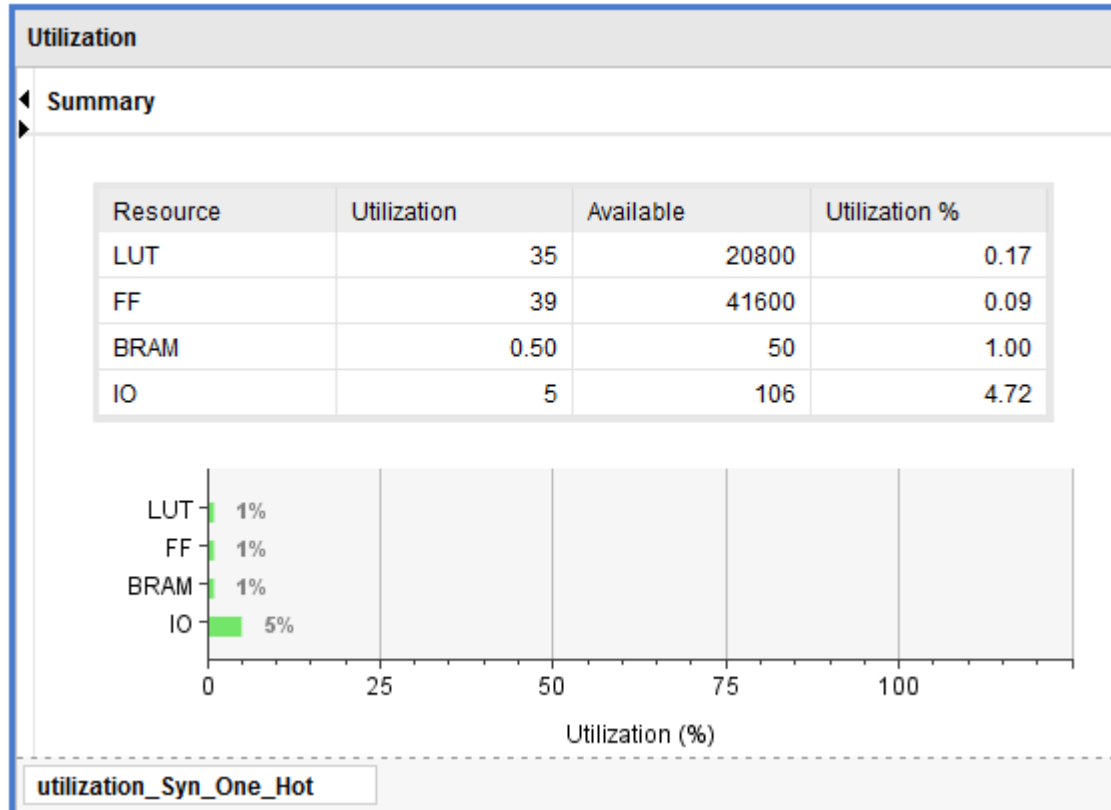 Utilization
Summary
Resource Utilization Available Utilization %
LUT 35 20800 0.17
FF 39 41600 0.09
BRAM 0.50 50 1.00
IO 5 106 4.72
LUT 1%
FF 1%
BRAM 1%
IO 5%
0 25 50 75 100
Utilization (%)
utilization_Syn_One_Hot